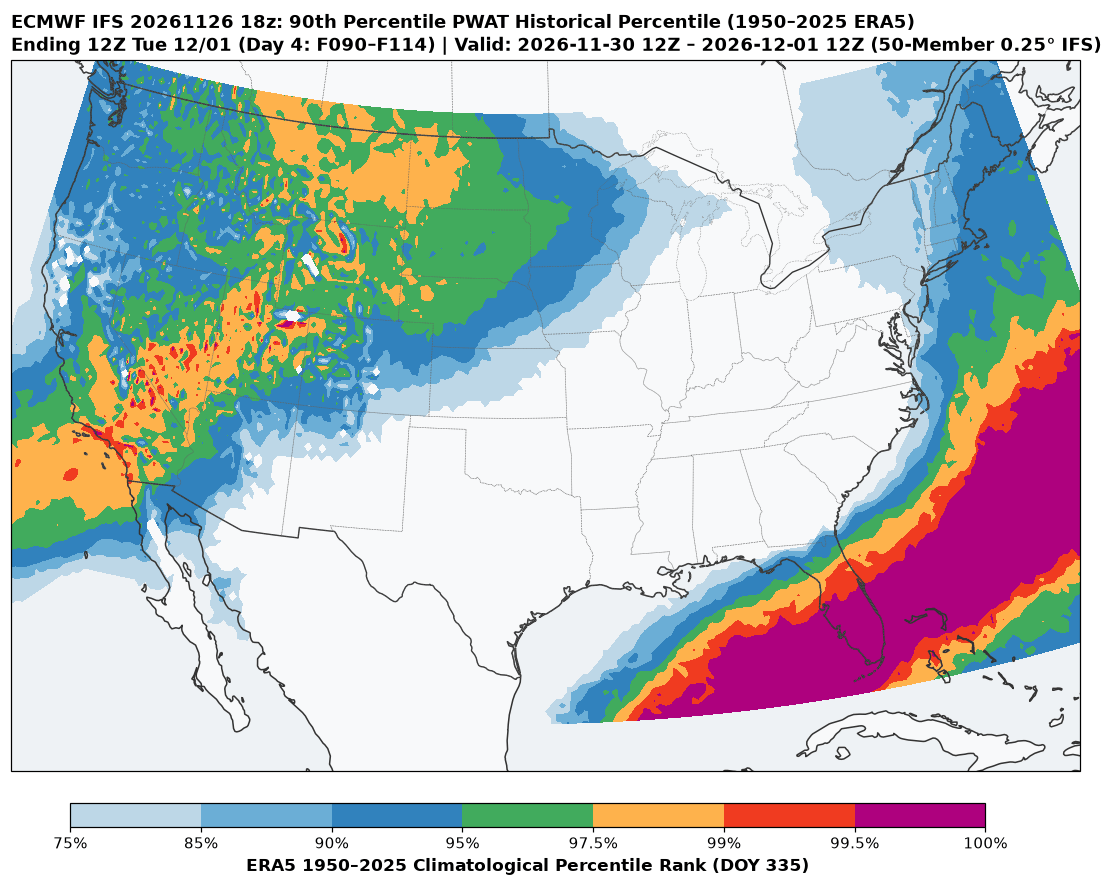 ECMWF IFS 20261126 18z: 90th Percentile PWAT Historical Percentile (1950–2025 ERA5)
Ending 12Z Tue 12/01 (Day 4: F090–F114) | Valid: 2026-11-30 12Z – 2026-12-01 12Z (50-Member 0.25° IFS)
75% 85% 90% 95% 97.5% 99% 99.5% 100%
ERA5 1950–2025 Climatological Percentile Rank (DOY 335)